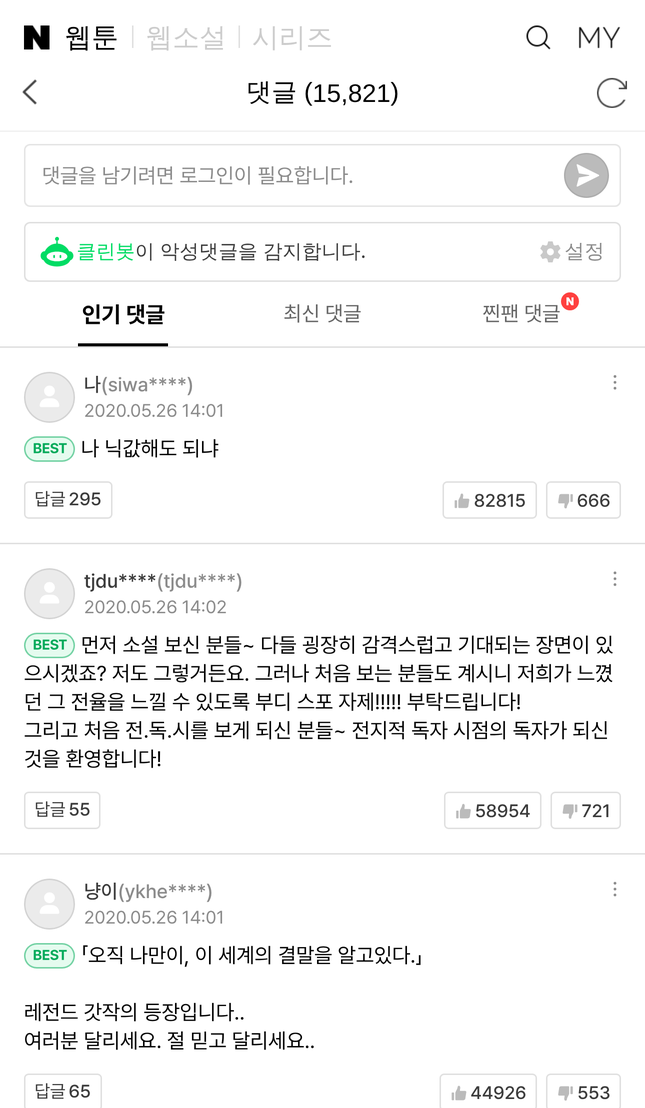 N 웹툰 웹소설 시리즈 MY
댓글 (15,821)
댓글을 남기려면 로그인이 필요합니다.
클린봇이 악성댓글을 감지합니다. 설정
인기 댓글 최신 댓글 찐팬 댓글 N
나(siwa****)
2020.05.26 14:01
BEST 나 닉값해도 되냐
답글 295 82815 666
tjdu****(tjdu****)
2020.05.26 14:02
BEST 먼저 소설 보신 분들~ 다들 굉장히 감격스럽고 기대되는 장면이 있
으시겠죠? 저도 그렇거든요. 그러나 처음 보는 분들도 계시니 저희가 느꼈
던 그 전율을 느낄 수 있도록 부디 스포 자제!!!!! 부탁드립니다!
그리고 처음 전.독.시를 보게 되신 분들~ 전지적 독자 시점의 독자가 되신
것을 환영합니다!
답글 55 58954 721
냥이(ykhe****)
2020.05.26 14:01
BEST 「오직 나만이, 이 세계의 결말을 알고있다.」
레전드 갓작의 등장입니다..
여러분 달리세요. 절 믿고 달리세요..
답글 65 44926 553